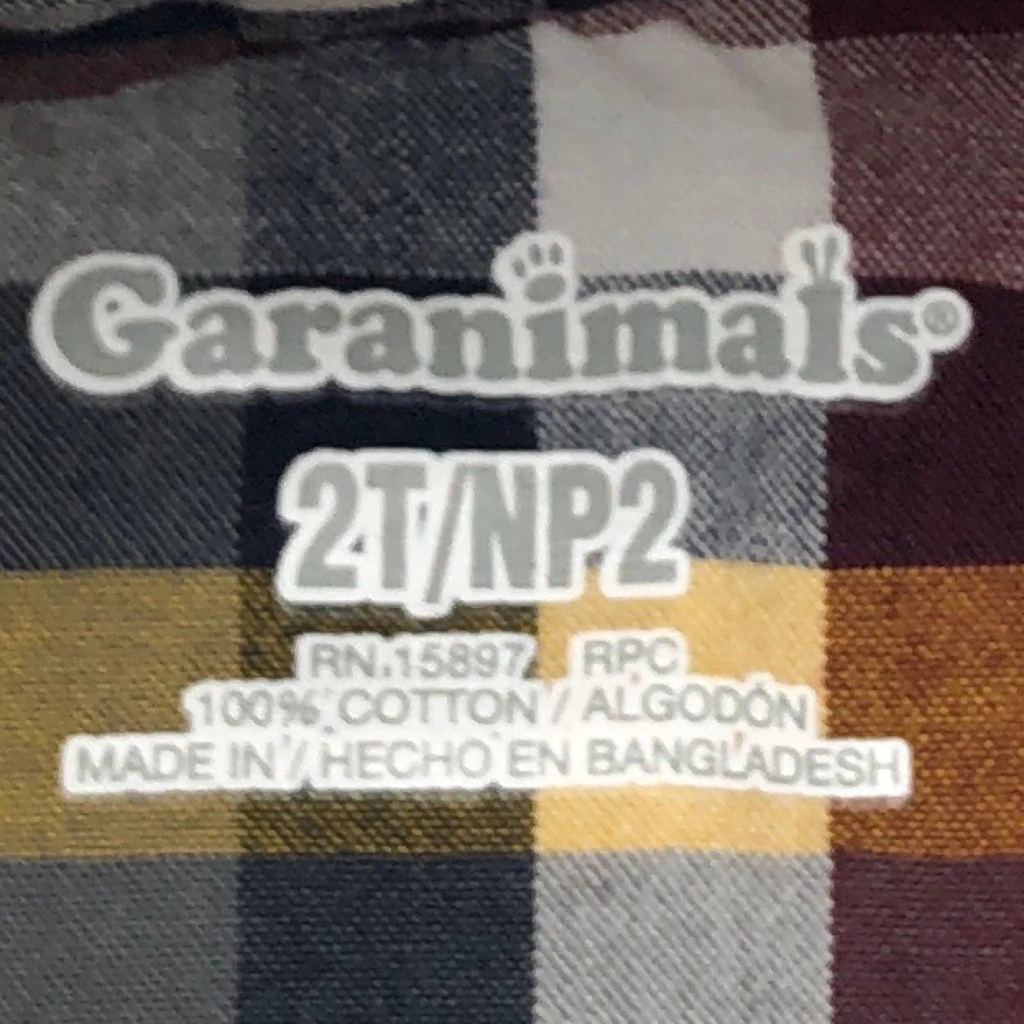 Garanimals®
2T/NP2
RN.15897 RPC
100% COTTON / ALGODÓN
MADE IN / HECHO EN BANGLADESH